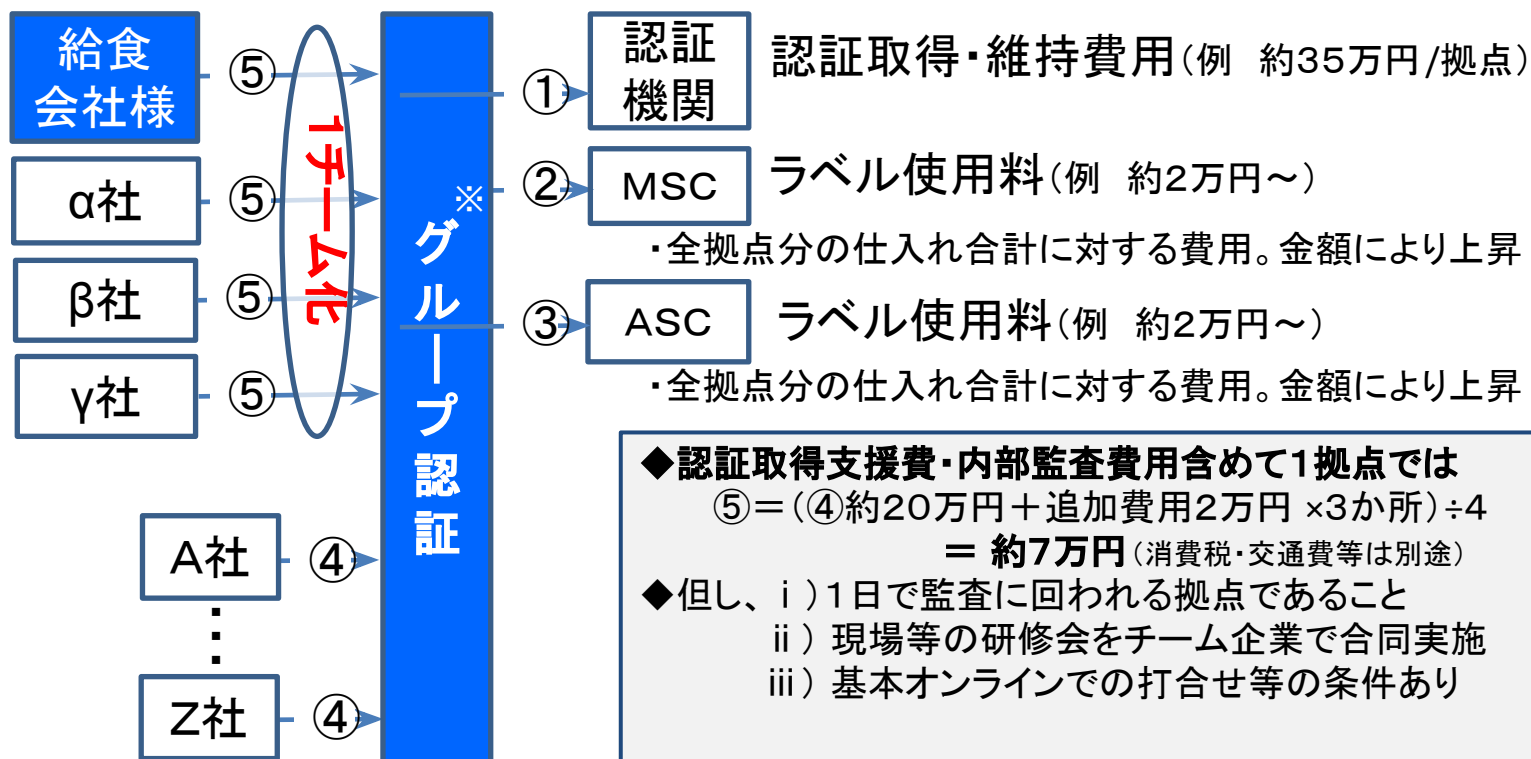 給食
会社様
⑤
α社
⑤
β社
⑤
γ社
⑤
1チーム化
A社
④
︙
Z社
④
※
グループ認証
①
認証
機関
認証取得・維持費用(例　約35万円/拠点)
②
MSC
ラベル使用料(例　約2万円～)
・全拠点分の仕入れ合計に対する費用。金額により上昇
③
ASC
ラベル使用料(例　約2万円～)
・全拠点分の仕入れ合計に対する費用。金額により上昇
◆認証取得支援費・内部監査費用含めて1拠点では
⑤＝(④約20万円＋追加費用2万円 ×3か所)÷4
＝ 約7万円(消費税・交通費等は別途)
◆但し、ⅰ)1日で監査に回われる拠点であること
ⅱ) 現場等の研修会をチーム企業で合同実施
ⅲ) 基本オンラインでの打合せ等の条件あり